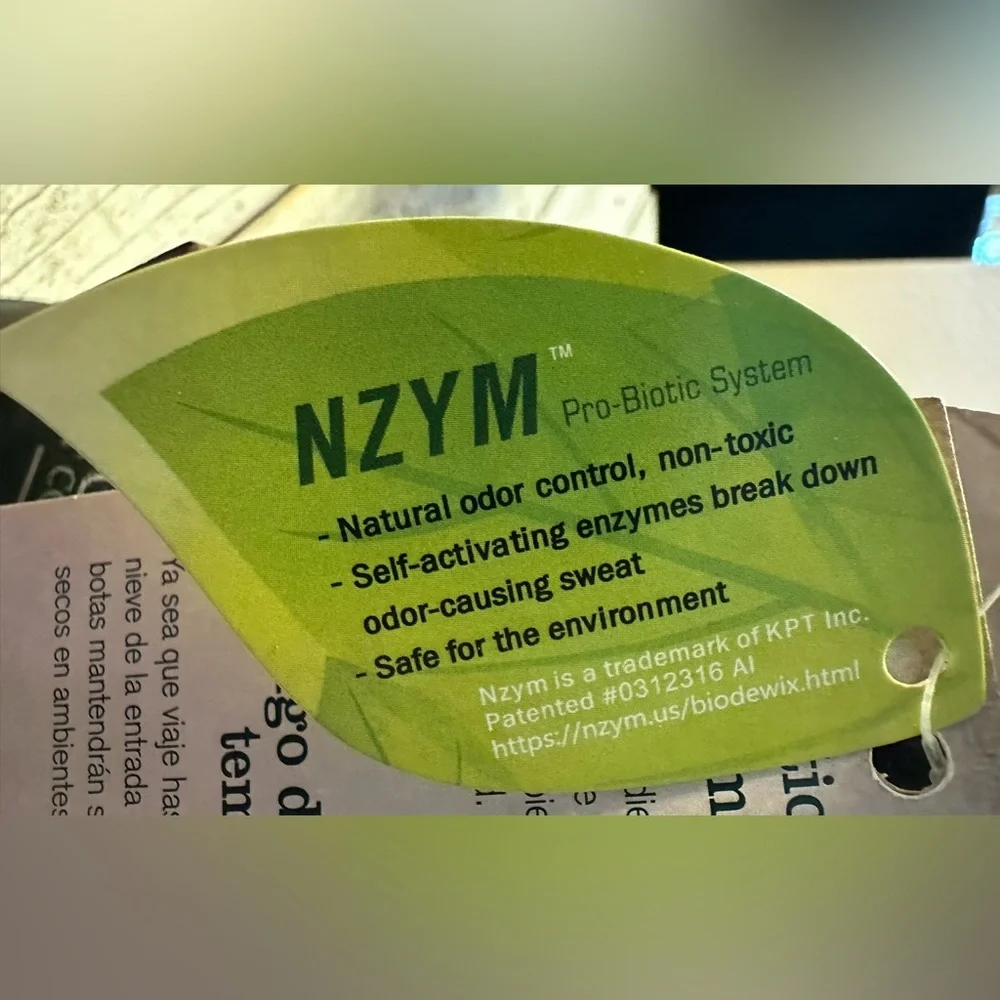 NZYM™ Pro-Biotic System
- Natural odor control, non-toxic
- Self-activating enzymes break down
odor-causing sweat
- Safe for the environment
Nzym is a trademark of KPT Inc.
Patented #0312316 AI
https://nzym.us/biodewix.html
Ya sea que viaje
nieve de la entrada
botas mantendrán
secos en ambientes